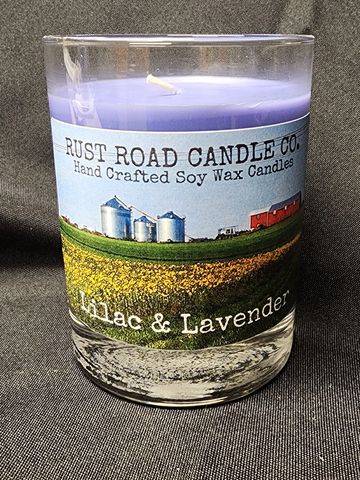 RUST ROAD CANDLE CO.
Hand Crafted Soy Wax Candles
Lilac & Lavender